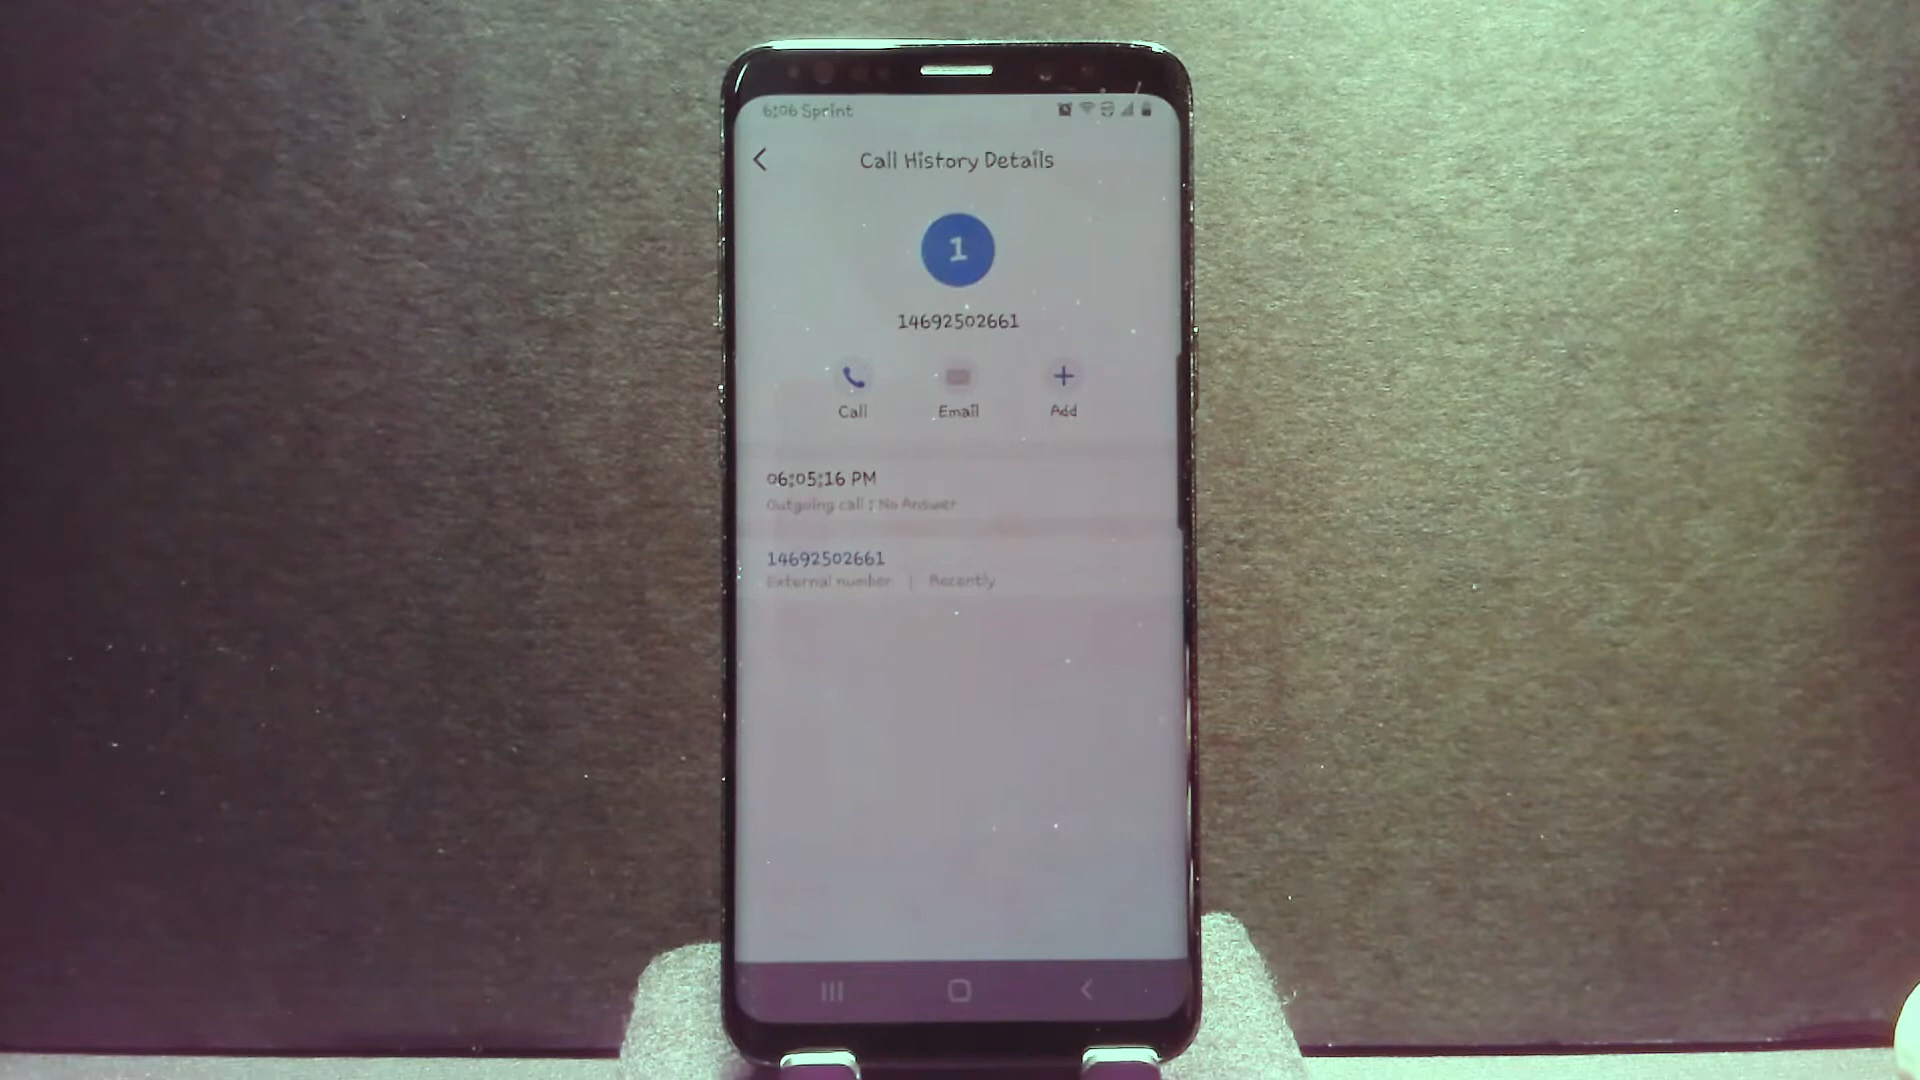 6:06 Sprint
Call History Details
1
14692502661
Call Email Add
06:05:16 PM
Outgoing call : No Answer
14692502661
External number | Recently